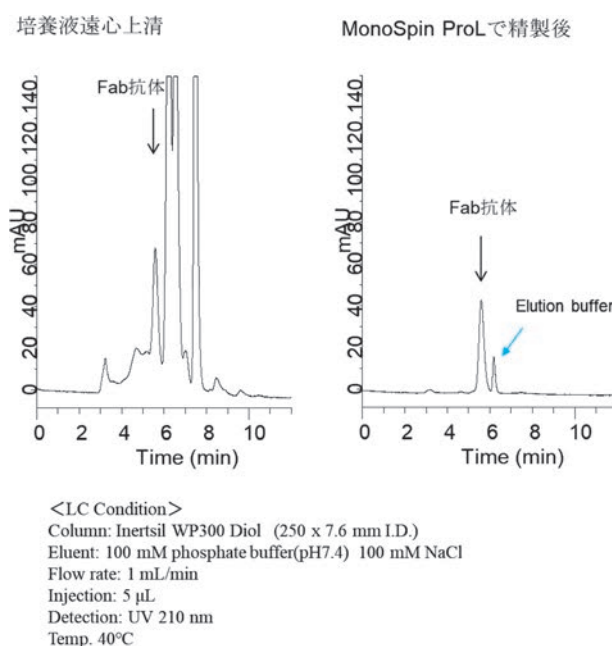 培養液遠心上清
MonoSpin ProLで精製後
Fab抗体
mAU
0 20 40 60 80 100 120 140
0 2 4 6 8 10
Time (min)
Fab抗体
Elution buffer
mAU
0 20 40 60 80 100 120 140
0 2 4 6 8 10
Time (min)
＜LC Condition＞
Column: Inertsil WP300 Diol (250 x 7.6 mm I.D.)
Eluent: 100 mM phosphate buffer(pH7.4) 100 mM NaCl
Flow rate: 1 mL/min
Injection: 5 μL
Detection: UV 210 nm
Temp. 40℃